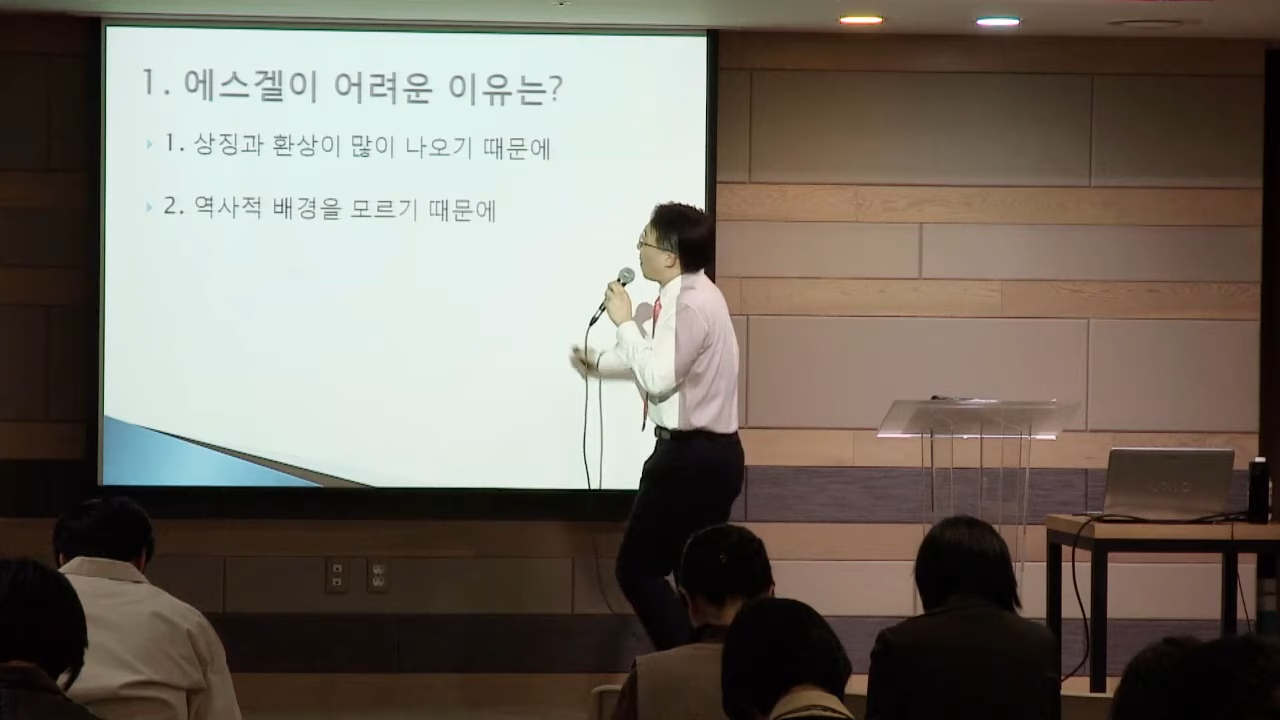 1. 에스겔이 어려운 이유는?
1. 상징과 환상이 많이 나오기 때문에
2. 역사적 배경을 모르기 때문에